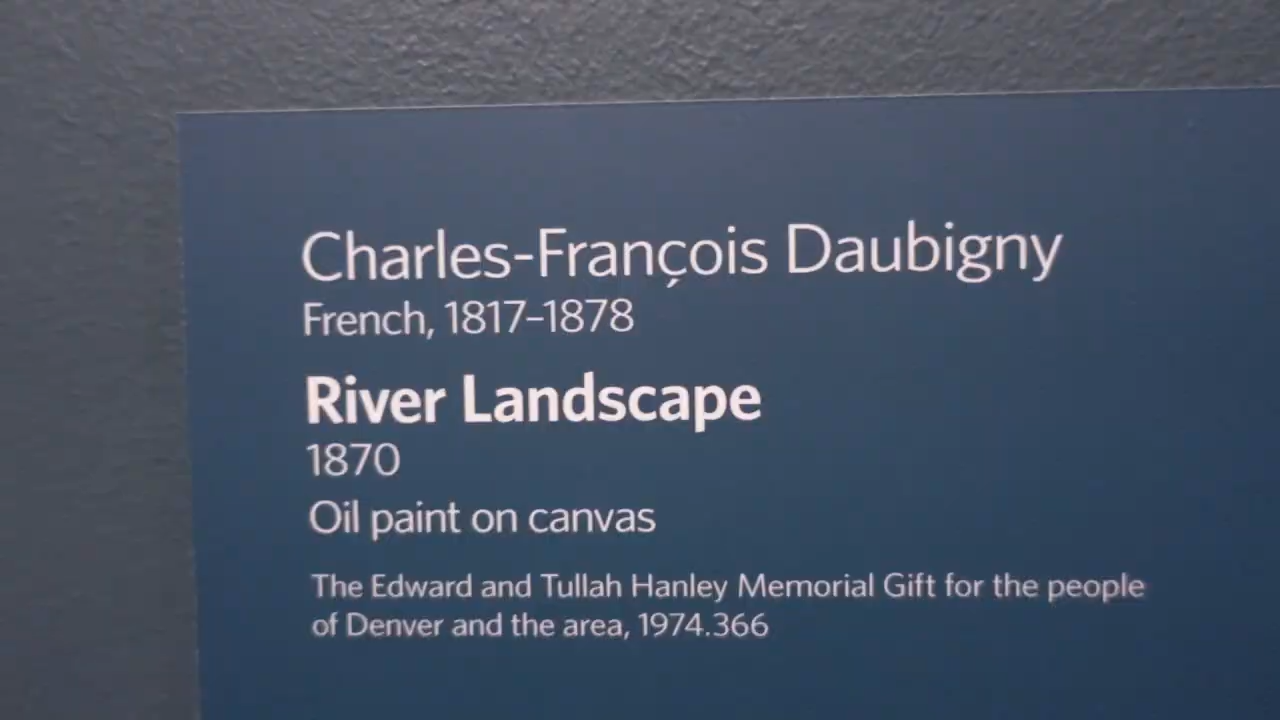 Charles-François Daubigny
French, 1817–1878
River Landscape
1870
Oil paint on canvas
The Edward and Tullah Hanley Memorial Gift for the people
of Denver and the area, 1974.366